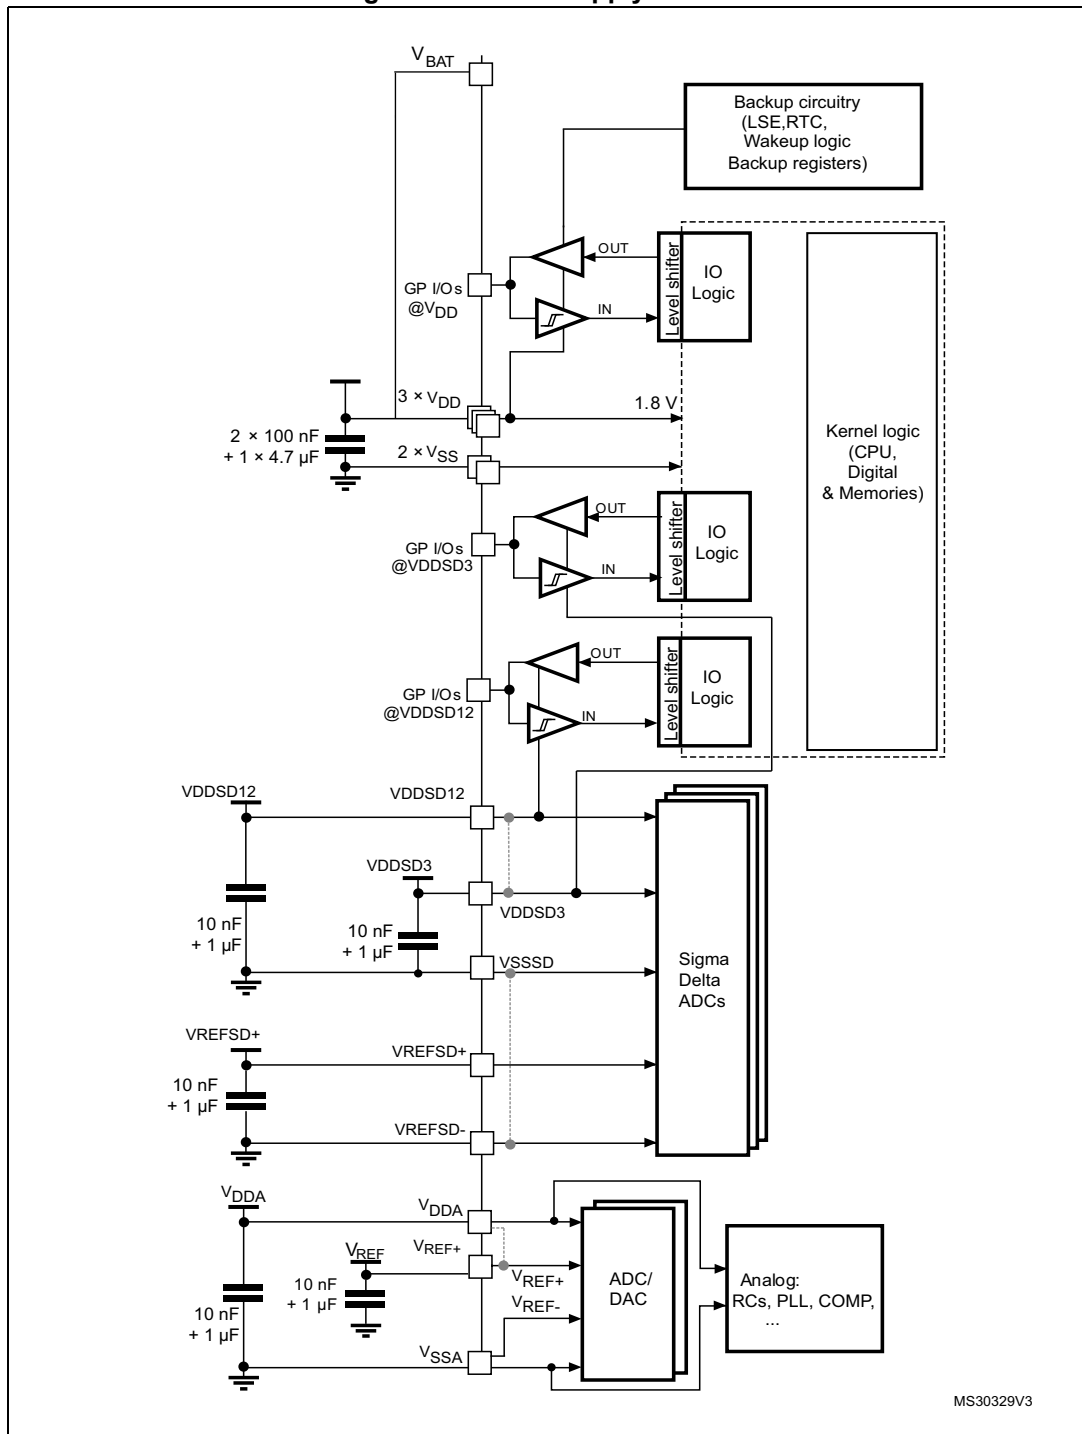 VBAT
Backup circuitry
(LSE,RTC,
Wakeup logic
Backup registers)
OUT
Level shifter
IO
Logic
GP I/Os
@VDD
IN
3 × VDD
1.8 V
2 × 100 nF
+ 1 × 4.7 µF
2 × VSS
Kernel logic
(CPU,
Digital
& Memories)
OUT
Level shifter
IO
Logic
GP I/Os
@VDDSD3
IN
OUT
Level shifter
IO
Logic
GP I/Os
@VDDSD12
IN
VDDSD12
VDDSD12
VDDSD3
VDDSD3
10 nF
+ 1 µF
10 nF
+ 1 µF
VSSSD
Sigma
Delta
ADCs
VREFSD+
VREFSD+
10 nF
+ 1 µF
VREFSD-
VDDA
VDDA
VREF+
VREF
VREF+
10 nF
+ 1 µF
10 nF
+ 1 µF
VREF-
ADC/
DAC
Analog:
RCs, PLL, COMP,
...
VSSA
MS30329V3